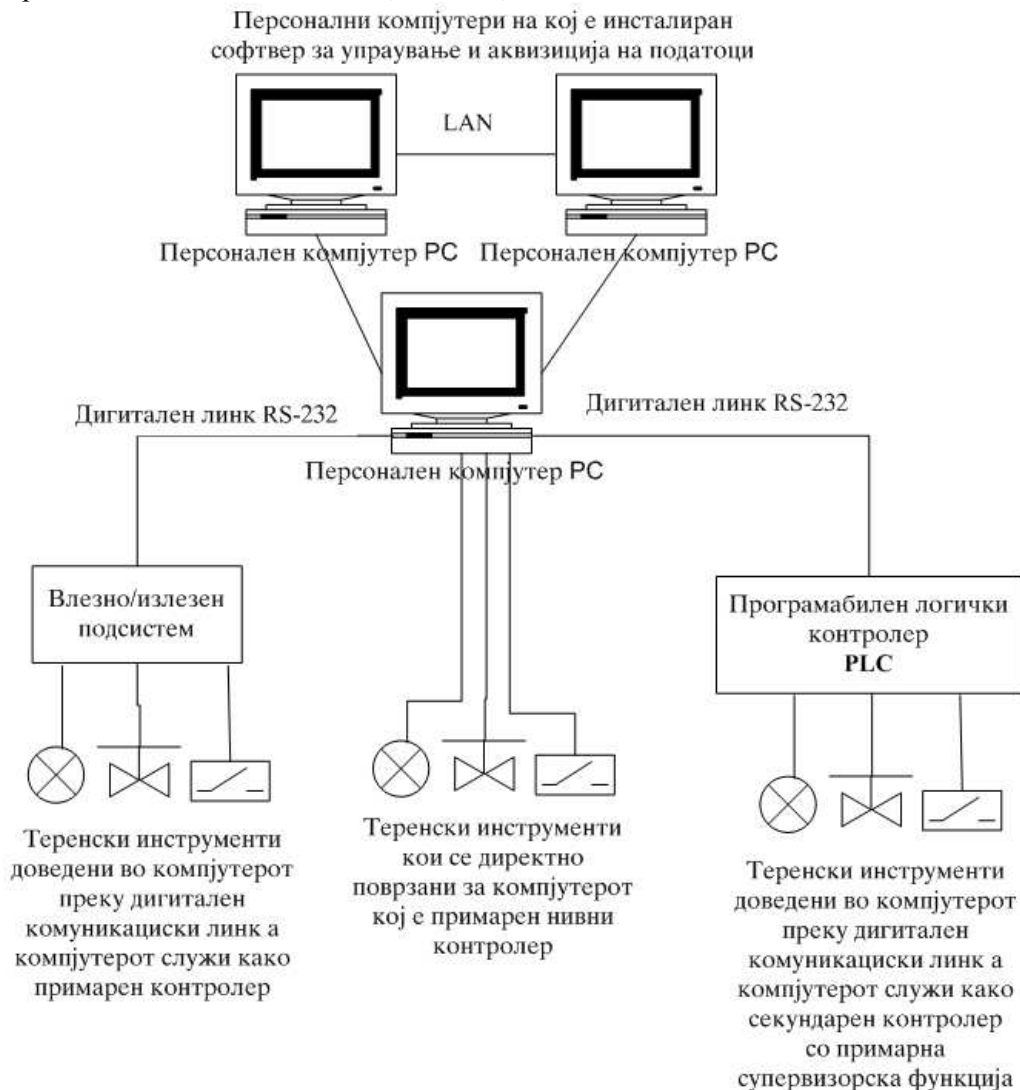 Персонални компјутери на кој е инсталиран
софтвер за упраување и аквизиција на податоци
LAN
Персонален компјутер PC
Персонален компјутер PC
Дигитален линк RS-232
Дигитален линк RS-232
Персонален компјутер PC
Влезно/излезен
подсистем
Програмабилен логички
контролер
PLC
Теренски инструменти
доведени во компјутерот
преку дигитален
комуникациски линк а
компјутерот служи како
примарен контролер
Теренски инструменти
кои се директно
поврзани за компјутерот
кој е примарен нивни
контролер
Теренски инструменти
доведени во компјутерот
преку дигитален
комуникациски линк а
компјутерот служи како
секундарен контролер
со примарна
супервизорска функција